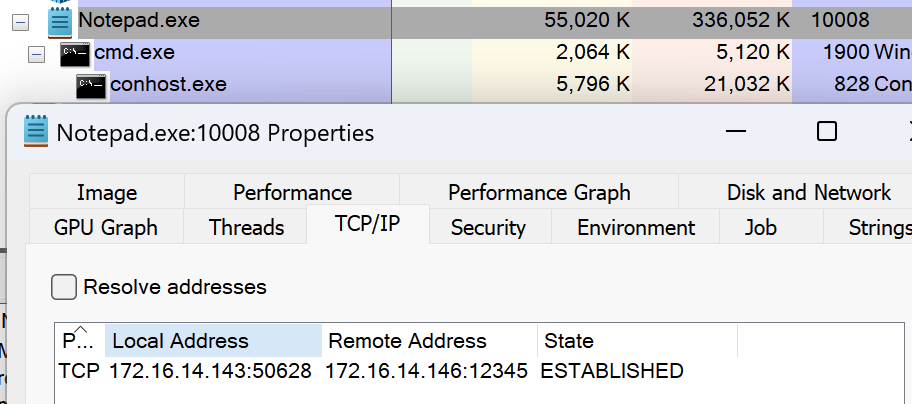 Notepad.exe 55,020 K 336,052 K 10008
cmd.exe 2,064 K 5,120 K 1900 Win
conhost.exe 5,796 K 21,032 K 828 Con
Notepad.exe:10008 Properties
Image Performance Performance Graph Disk and Network
GPU Graph Threads TCP/IP Security Environment Job Strings
Resolve addresses
P... Local Address Remote Address State
TCP 172.16.14.143:50628 172.16.14.146:12345 ESTABLISHED